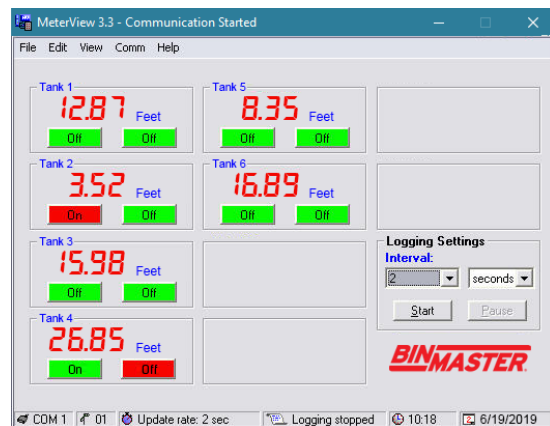 MeterView 3.3 - Communication Started
File Edit View Comm Help
Tank 1
12.87 Feet
Off Off
Tank 2
3.52 Feet
On Off
Tank 3
15.98 Feet
Off Off
Tank 4
26.85 Feet
On Off
Tank 5
8.35 Feet
Off Off
Tank 6
16.89 Feet
Off Off
Logging Settings
Interval:
2 seconds
Start Pause
BINMASTER
COM 1 01 Update rate: 2 sec Logging stopped 10:18 6/19/2019